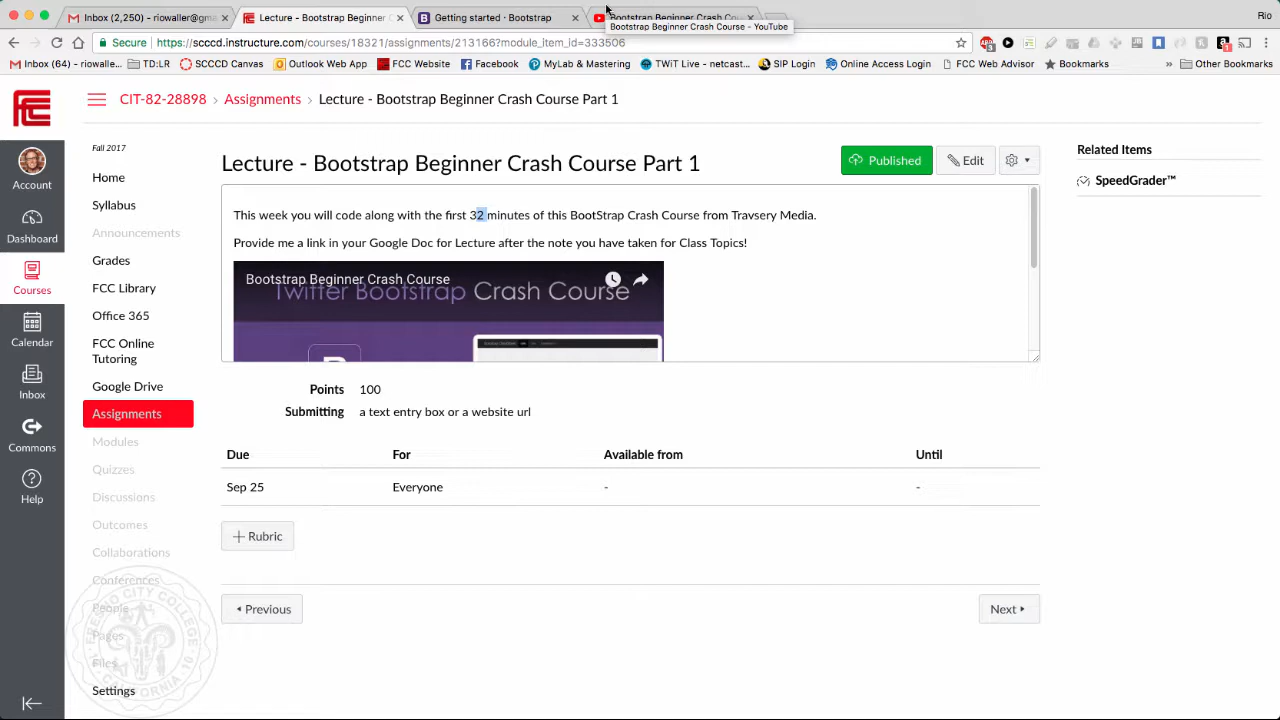 Inbox (2,250) - riowaller@gma
Lecture - Bootstrap Beginner C
Getting started · Bootstrap
Bootstrap Beginner Crash Cours
Rio
Bootstrap Beginner Crash Course - YouTube
Secure
https://scccd.instructure.com/courses/18321/assignments/213166?module_item_id=333506
Inbox (64) - riowalle
TD:LR
SCCCD Canvas
Outlook Web App
FCC Website
Facebook
MyLab & Mastering
TWiT Live - netcast
SIP Login
FCC Web Advisor
Bookmarks
»
Other Bookmarks
CIT-82-28898 › Assignments › Lecture - Bootstrap Beginner Crash Course Part 1
Account
Dashboard
Courses
Calendar
Inbox
Commons
Help
Fall 2017
Home
Syllabus
Announcements
Grades
FCC Library
Office 365
FCC Online
Tutoring
Google Drive
Assignments
Modules
Quizzes
Discussions
Outcomes
Collaborations
Conferences
People
Pages
Files
Settings
Lecture - Bootstrap Beginner Crash Course Part 1
Published
Edit
This week you will code along with the first 32 minutes of this BootStrap Crash Course from Travsery Media.
Provide me a link in your Google Doc for Lecture after the note you have taken for Class Topics!
Bootstrap Beginner Crash Course
Twitter Bootstrap Crash Course
Points 100
Submitting a text entry box or a website url
Due For Available from Until
Sep 25 Everyone - -
Rubric
Previous
Next
Related Items
SpeedGrader™
FRESNO CITY COLLEGE
CALIFORNIA